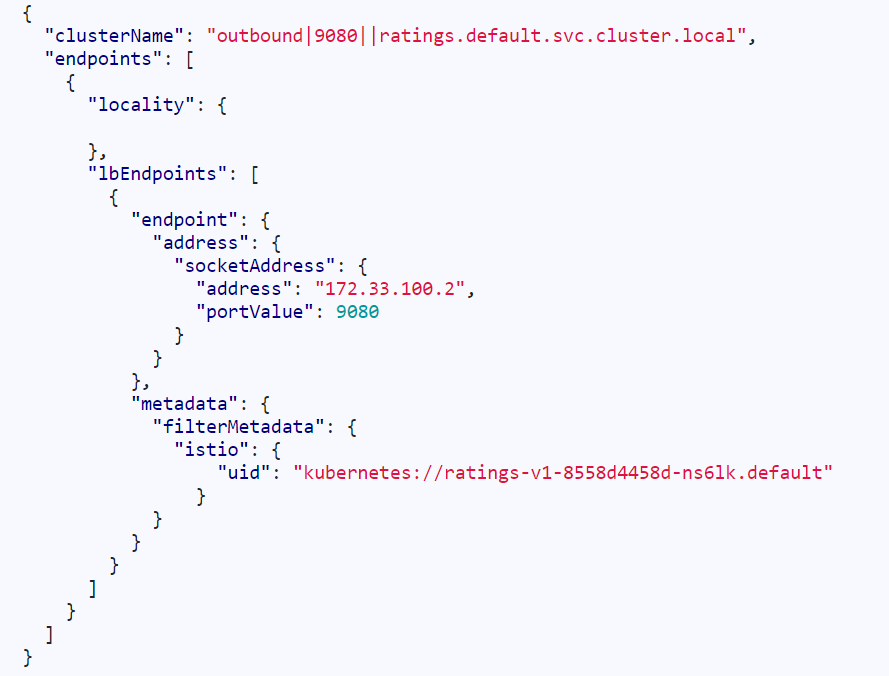 {
  "clusterName": "outbound|9080||ratings.default.svc.cluster.local",
  "endpoints": [
    {
      "locality": {

      },
      "lbEndpoints": [
        {
          "endpoint": {
            "address": {
              "socketAddress": {
                "address": "172.33.100.2",
                "portValue": 9080
              }
            }
          },
          "metadata": {
            "filterMetadata": {
              "istio": {
                  "uid": "kubernetes://ratings-v1-8558d4458d-ns6lk.default"
                }
            }
          }
        }
      ]
    }
  ]
}